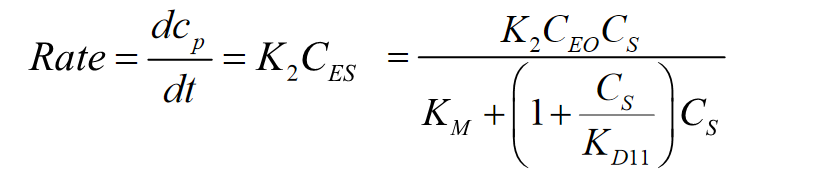 Rate = dc_p/dt = K_2 C_ES = K_2 C_EO C_S / (K_M + (1 + C_S/K_D11) C_S)